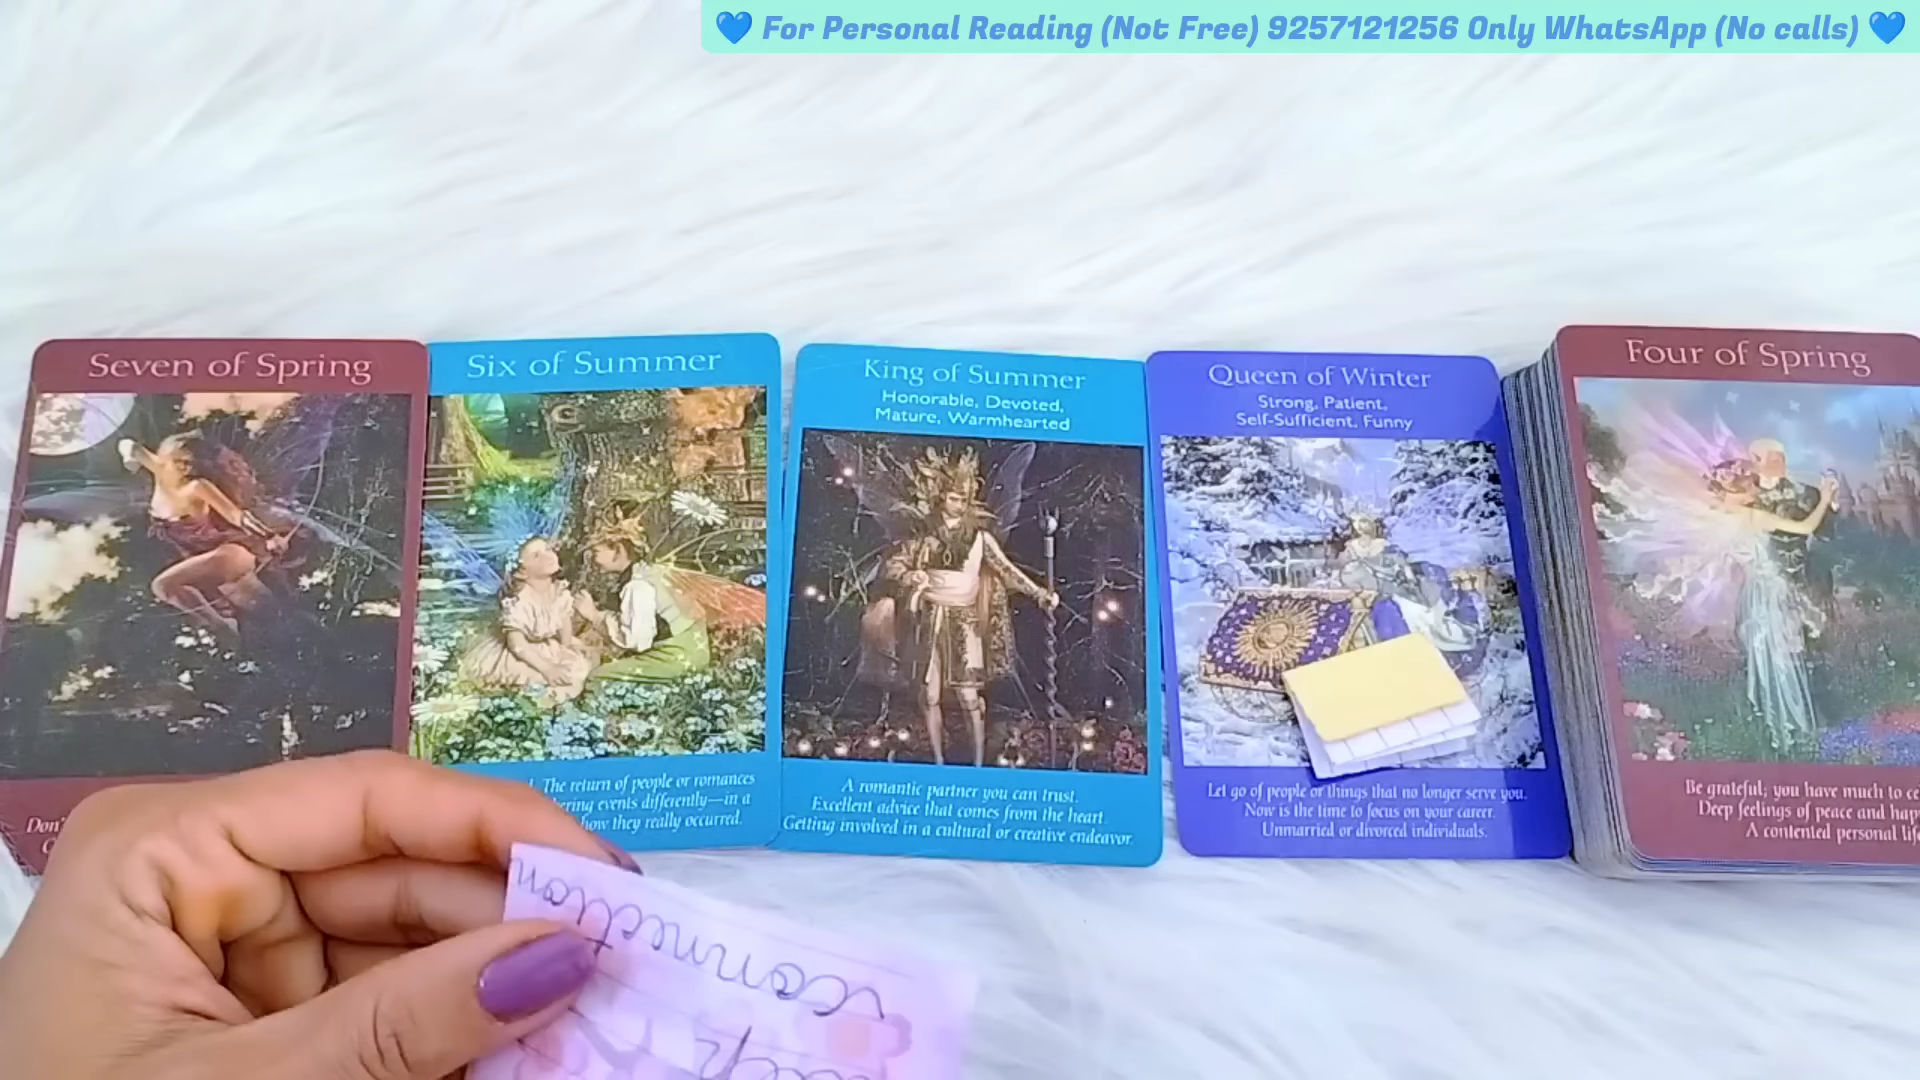 💙 For Personal Reading (Not Free) 9257121256 Only WhatsApp (No calls) 💙
Seven of Spring
Don't
Six of Summer
The return of people or romances
events differently—in a
how they really occurred.
King of Summer
Honorable, Devoted,
Mature, Warmhearted
A romantic partner you can trust.
Excellent advice that comes from the heart.
Getting involved in a cultural or creative endeavor.
Queen of Winter
Strong, Patient,
Self-Sufficient, Funny
Let go of people or things that no longer serve you.
Now is the time to focus on your career.
Unmarried or divorced individuals.
Four of Spring
Be grateful; you have much to ce
Deep feelings of peace and hap
A contented personal life
connection